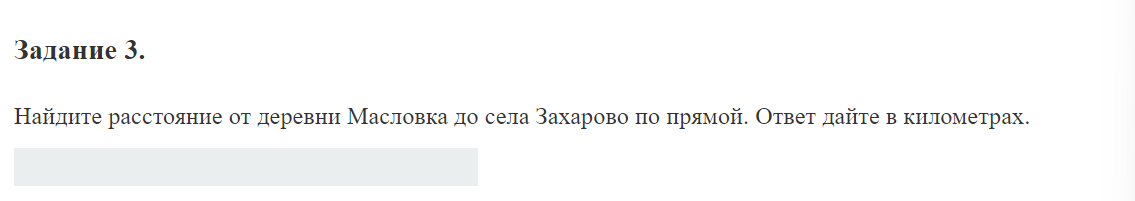 Задание 3.
Найдите расстояние от деревни Масловка до села Захарово по прямой. Ответ дайте в километрах.